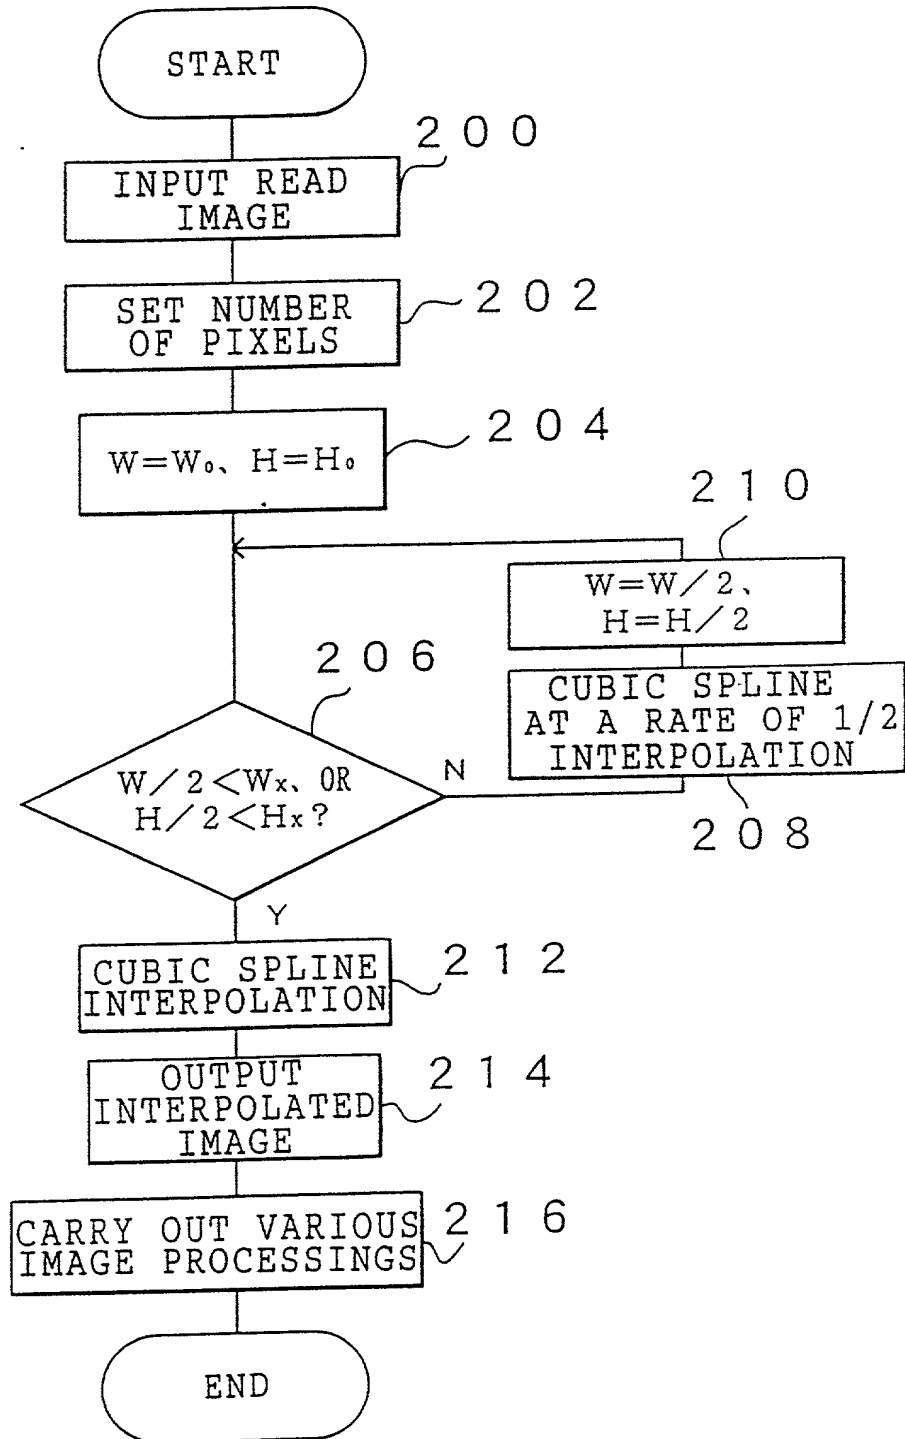 START
200
INPUT READ
IMAGE
202
SET NUMBER
OF PIXELS
204
W=W₀、H=H₀
210
W=W/2、
H=H/2
206
CUBIC SPLINE
AT A RATE OF 1/2
INTERPOLATION
W/2<Wx、OR
H/2<Hx?
N
208
Y
212
CUBIC SPLINE
INTERPOLATION
214
OUTPUT
INTERPOLATED
IMAGE
216
CARRY OUT VARIOUS
IMAGE PROCESSINGS
END